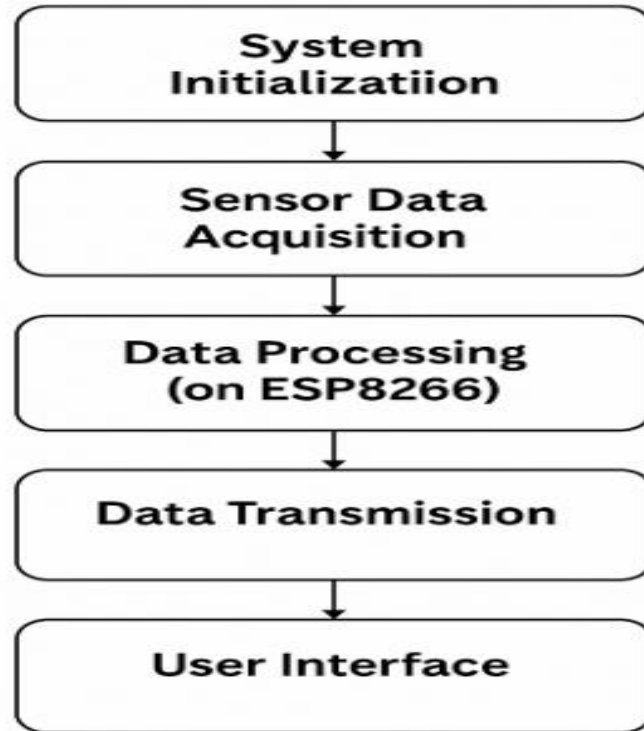 System
Initializatiion
Sensor Data
Acquisition
Data Processing
(on ESP8266)
Data Transmission
User Interface